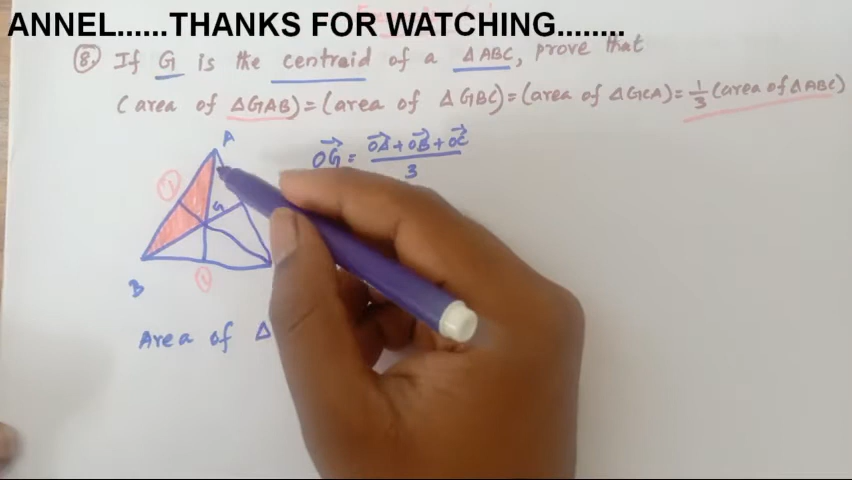 ANNEL......THANKS FOR WATCHING........
8. If G is the centraid of a ΔABC, prove that
(area of ΔGAB) = (area of ΔGBC) = (area of ΔGCA) = 1/3 (area of ΔABC)
A
OG→ = (OA→ + OB→ + OC→)/3
G
B
Area of Δ